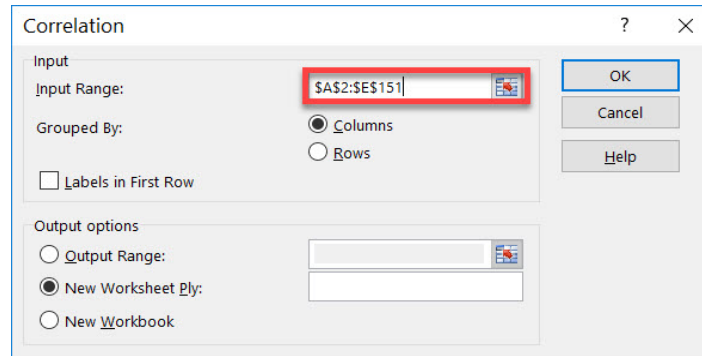 Correlation ?
Input
Input Range: $A$2:$E$151
Grouped By: Columns
Rows
Labels in First Row
Output options
Output Range:
New Worksheet Ply:
New Workbook
OK
Cancel
Help